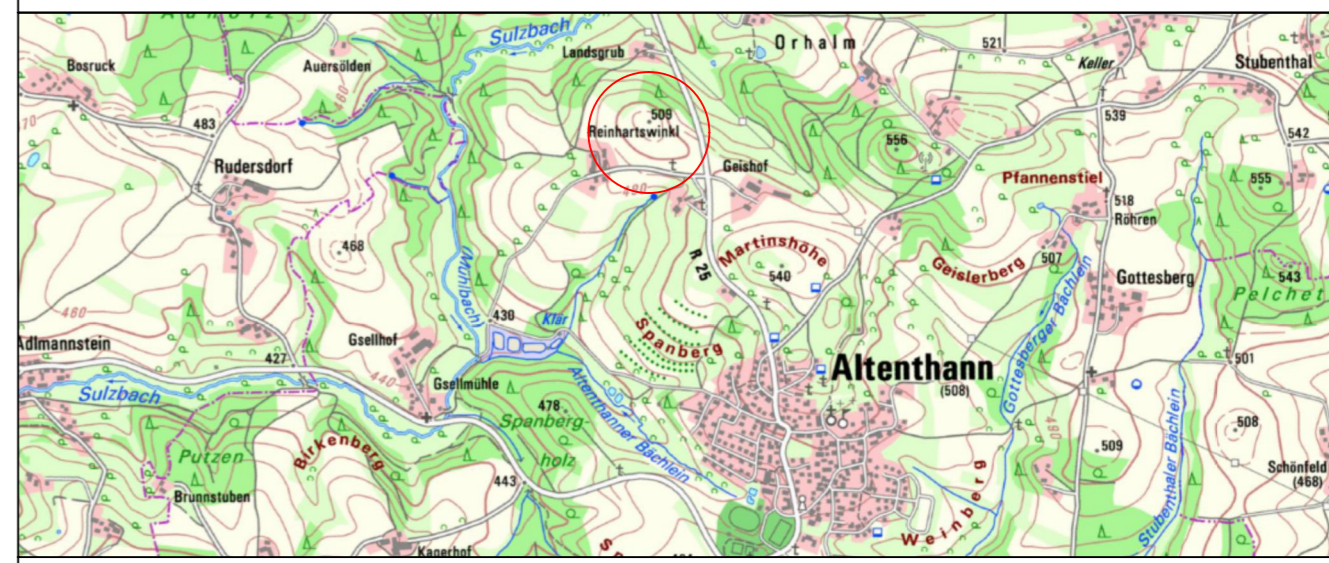 Sulzbach
Orhalm
521
Landsgrub
Keller
Stubenthal
Bosruck
Auersölden
460
509
483
539
Reinhartswinkl
542
556
Rudersdorf
Geishof
480
Pfannenstiel
555
518
Röhren
468
Martinshöhe
Geislerberg
507
R 25
540
Gottesberg
543
(Mühlbach)
Pelchet
430
Klär
Spanberg
Gsellhof
Adlmannstein
427
Altenthann
(508)
501
440
Gsellmühle
Sulzbach
Altenthanner Bächlein
Gottesberger Bächlein
478
Spanberg-
holz
508
Birkenberg
Putzen
509
Stubenthaler Bächlein
Schönfeld
(468)
443
Brunnstuben
Weinberg
Kagerhof